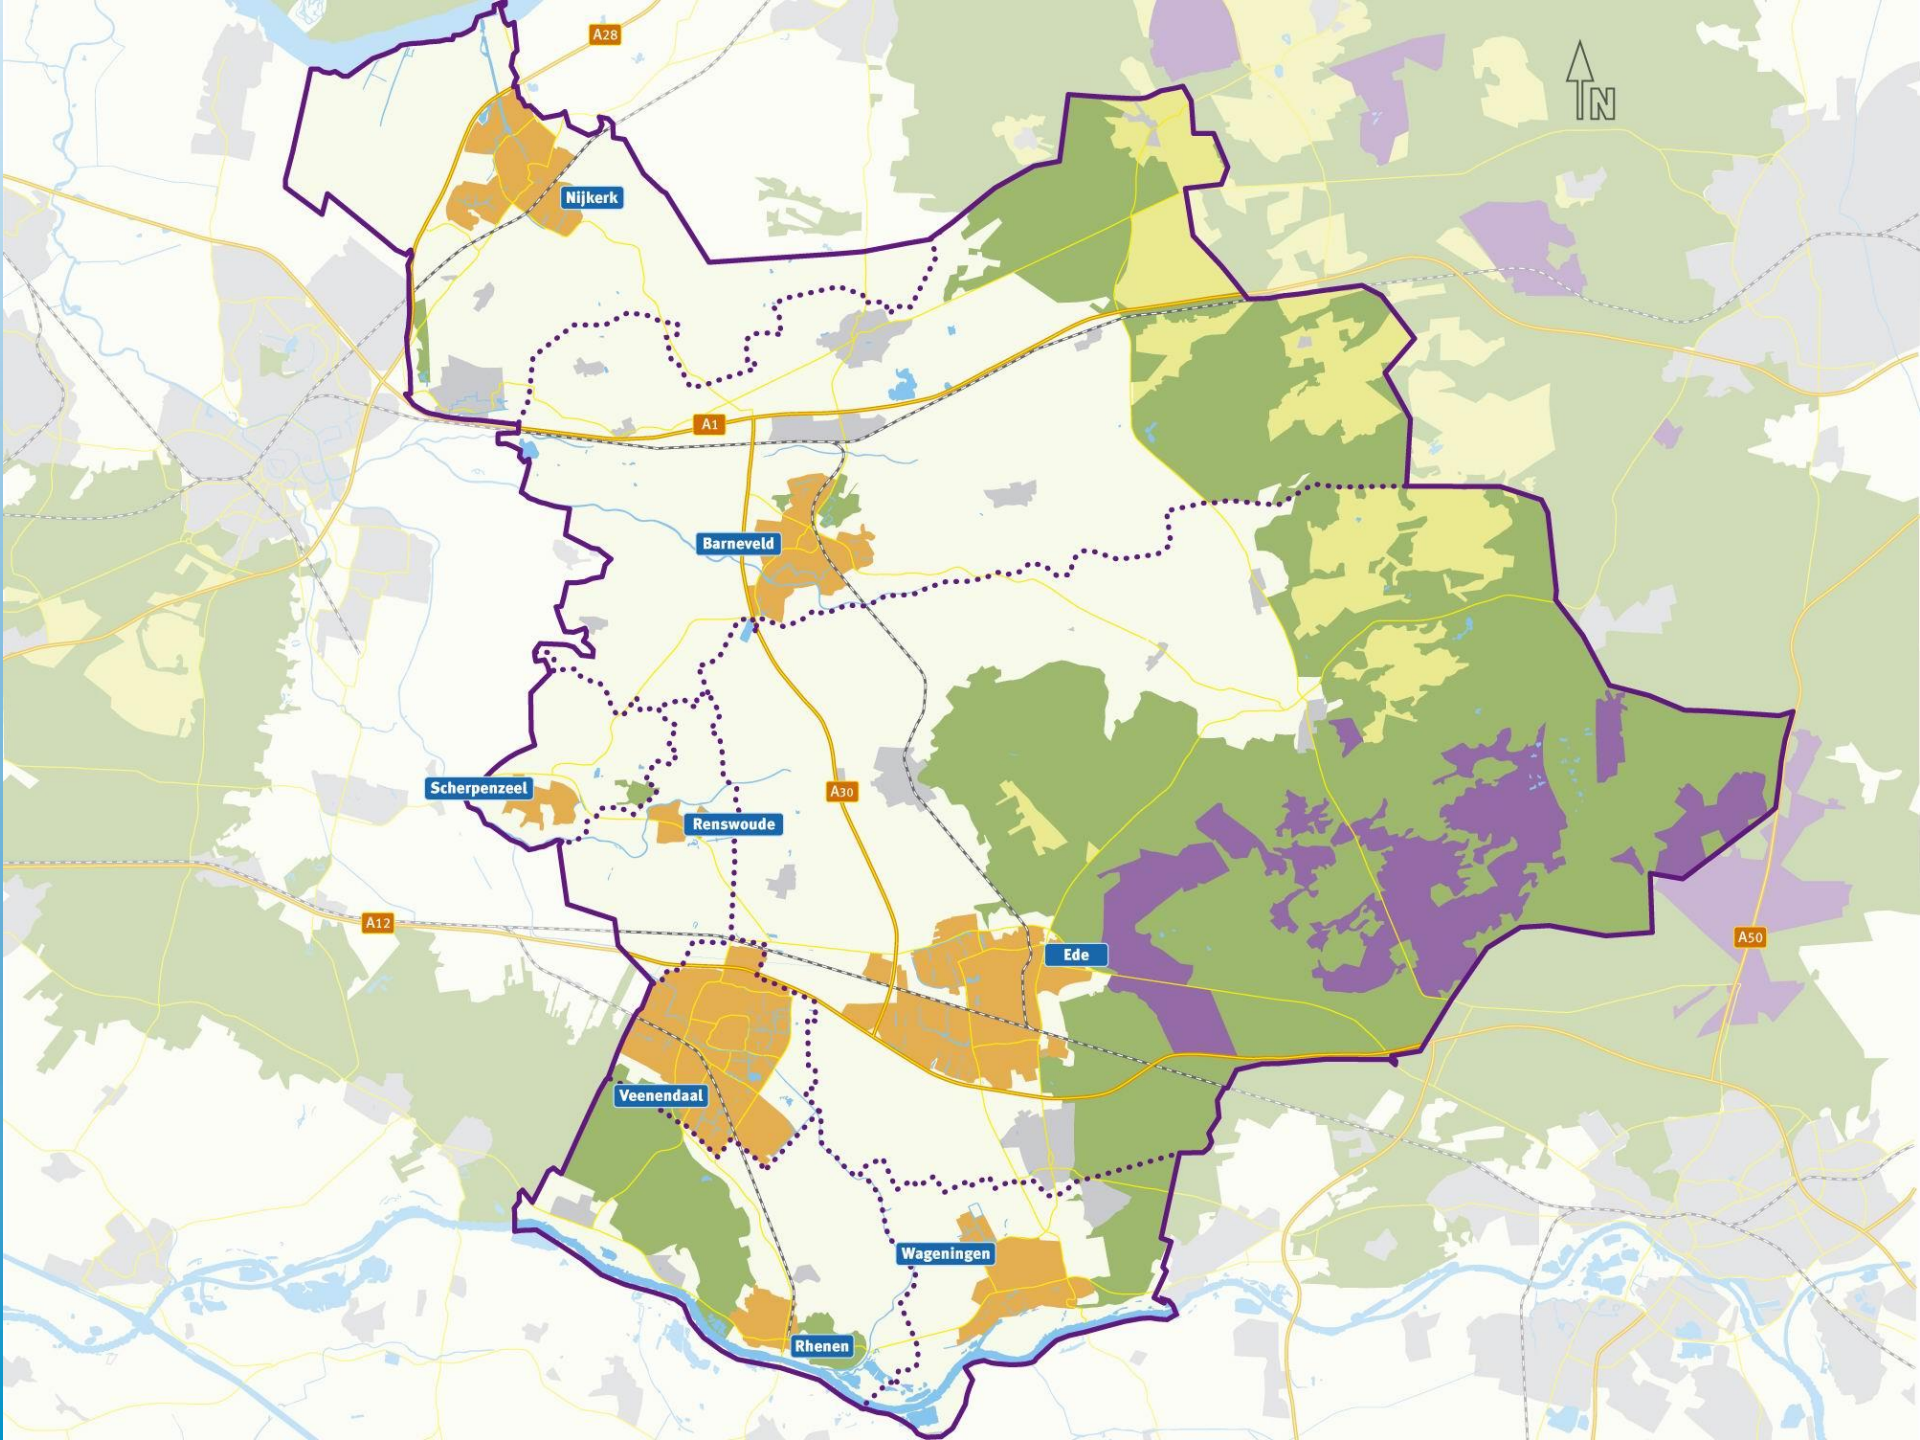 A28
N
Nijkerk
A1
Barneveld
Scherpenzeel
A30
Renswoude
A12
A50
Ede
Veenendaal
Wageningen
Rhenen